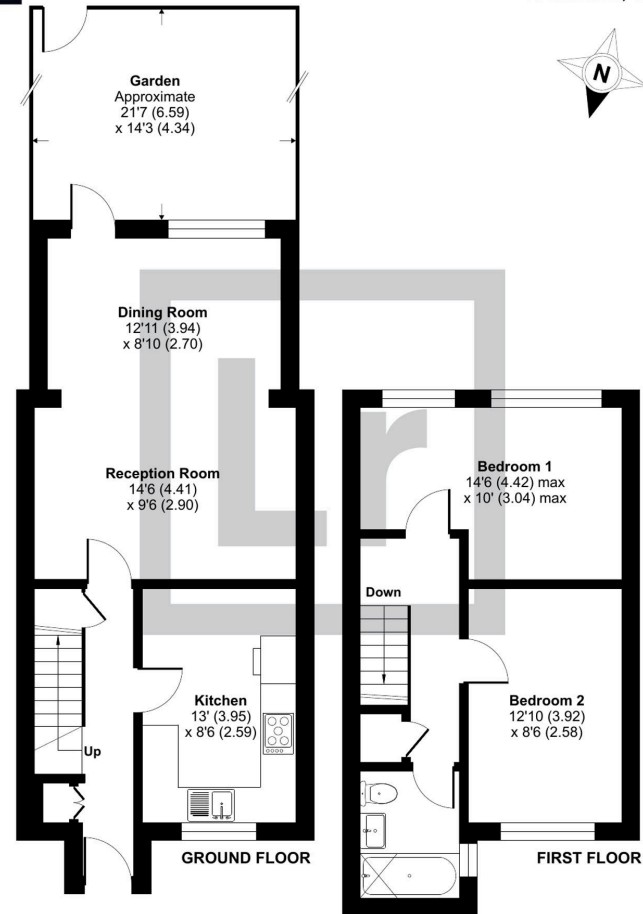 Garden
Approximate
21'7 (6.59)
x 14'3 (4.34)
N
Dining Room
12'11 (3.94)
x 8'10 (2.70)
Reception Room
14'6 (4.41)
x 9'6 (2.90)
Lr
Bedroom 1
14'6 (4.42) max
x 10' (3.04) max
Down
Kitchen
13' (3.95)
x 8'6 (2.59)
Up
Bedroom 2
12'10 (3.92)
x 8'6 (2.58)
GROUND FLOOR
FIRST FLOOR